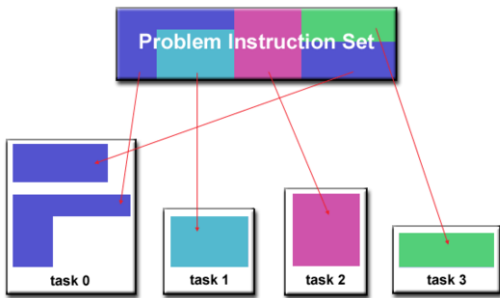 Problem Instruction Set
task 0
task 1
task 2
task 3